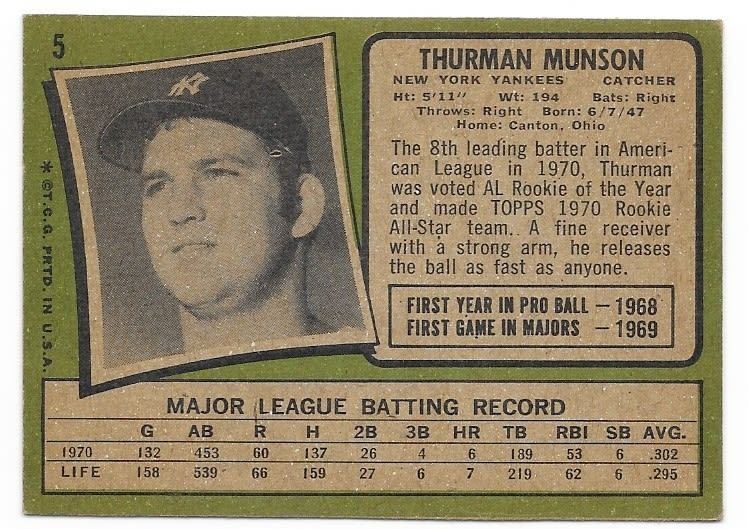 5
* ©T.C.G. PRTD. IN U.S.A.
NY
THURMAN MUNSON
NEW YORK YANKEES CATCHER
Ht: 5'11" Wt: 194 Bats: Right
Throws: Right Born: 6/7/47
Home: Canton, Ohio
The 8th leading batter in Ameri-
can League in 1970, Thurman
was voted AL Rookie of the Year
and made TOPPS 1970 Rookie
All-Star team. A fine receiver
with a strong arm, he releases
the ball as fast as anyone.
FIRST YEAR IN PRO BALL — 1968
FIRST GAME IN MAJORS — 1969
MAJOR LEAGUE BATTING RECORD
G AB R H 2B 3B HR TB RBI SB AVG.
1970 132 453 60 137 26 4 6 189 53 6 .302
LIFE 158 539 66 159 27 6 7 219 62 6 .295